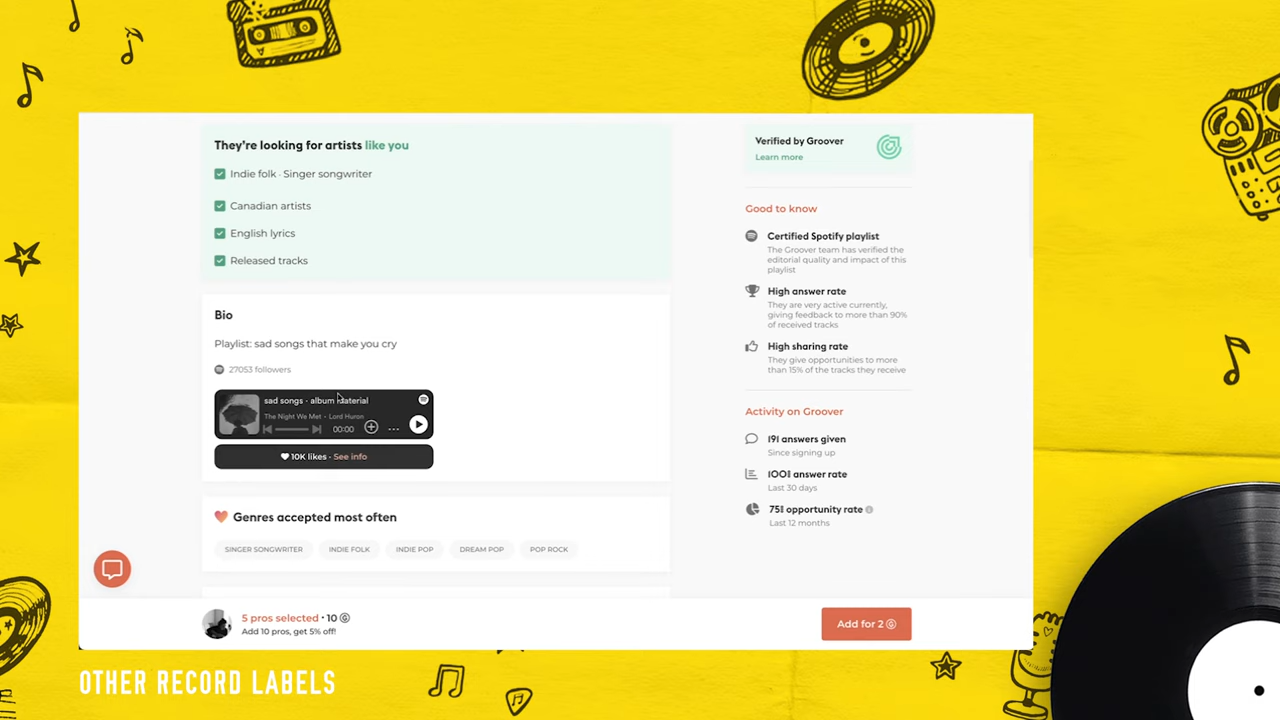 They're looking for artists like you
Indie folk · Singer songwriter
Canadian artists
English lyrics
Released tracks
Bio
Playlist: sad songs that make you cry
27053 followers
sad songs - album material
The Night We Met · Lord Huron
00:00
10K likes · See info
Genres accepted most often
SINGER SONGWRITER
INDIE FOLK
INDIE POP
DREAM POP
POP ROCK
Verified by Groover
Learn more
Good to know
Certified Spotify playlist
The Groover team has verified the
editorial quality and impact of this
playlist
High answer rate
They are very active currently,
giving feedback to more than 90%
of received tracks
High sharing rate
They give opportunities to more
than 15% of the tracks they receive
Activity on Groover
191 answers given
Since signing up
100% answer rate
Last 30 days
75% opportunity rate
Last 12 months
5 pros selected · 10
Add 10 pros, get 5% off!
Add for 2
OTHER RECORD LABELS